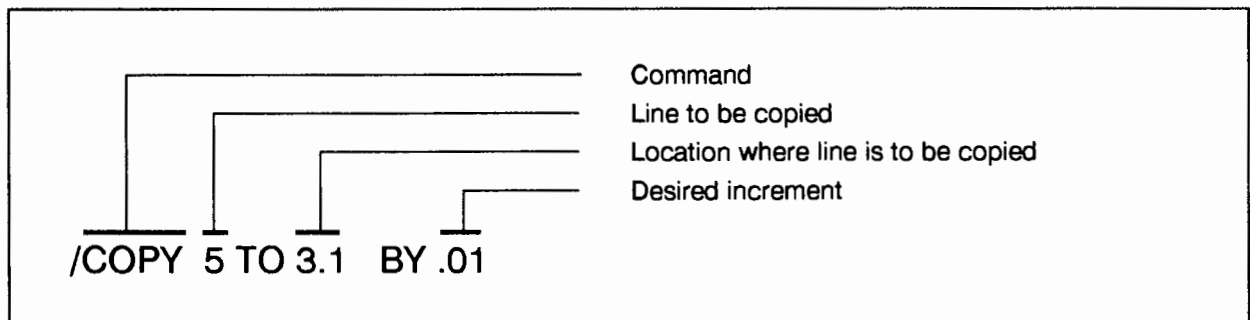 Command
Line to be copied
Location where line is to be copied
Desired increment
/COPY 5 TO 3.1 BY .01